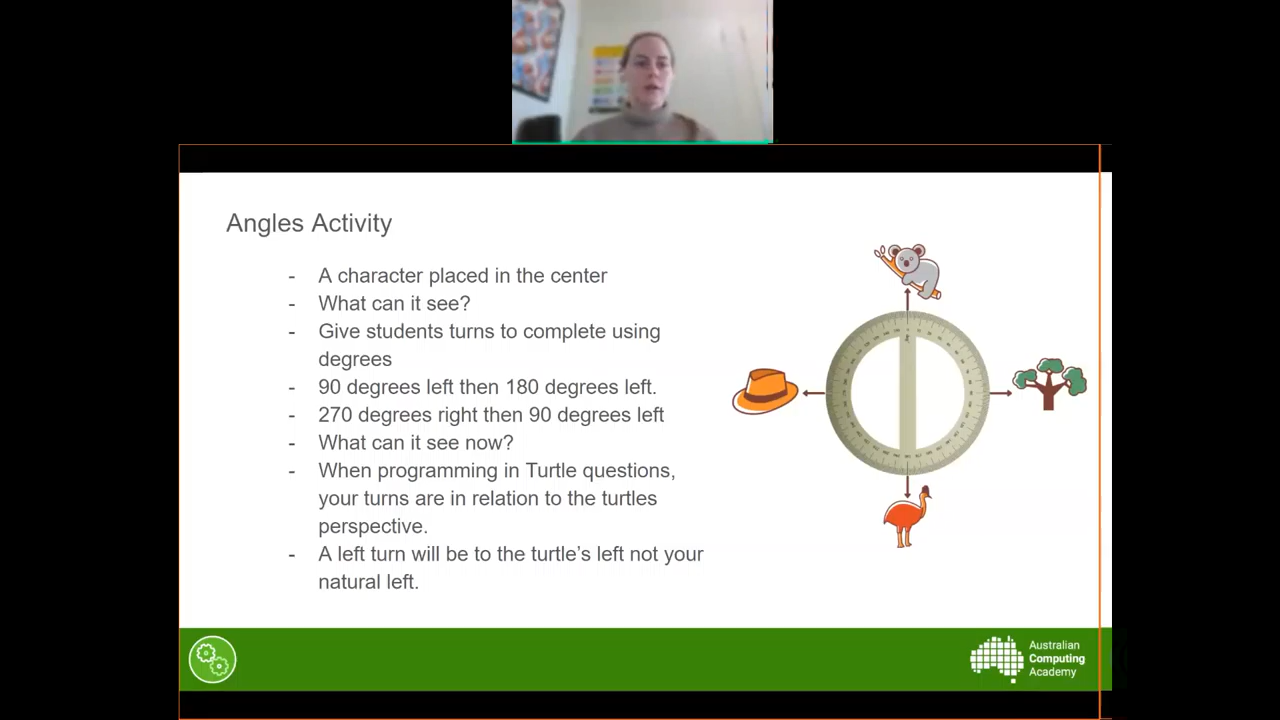 Angles Activity
- A character placed in the center
- What can it see?
- Give students turns to complete using
degrees
- 90 degrees left then 180 degrees left.
- 270 degrees right then 90 degrees left
- What can it see now?
- When programming in Turtle questions,
your turns are in relation to the turtles
perspective.
- A left turn will be to the turtle's left not your
natural left.
Australian
Computing
Academy